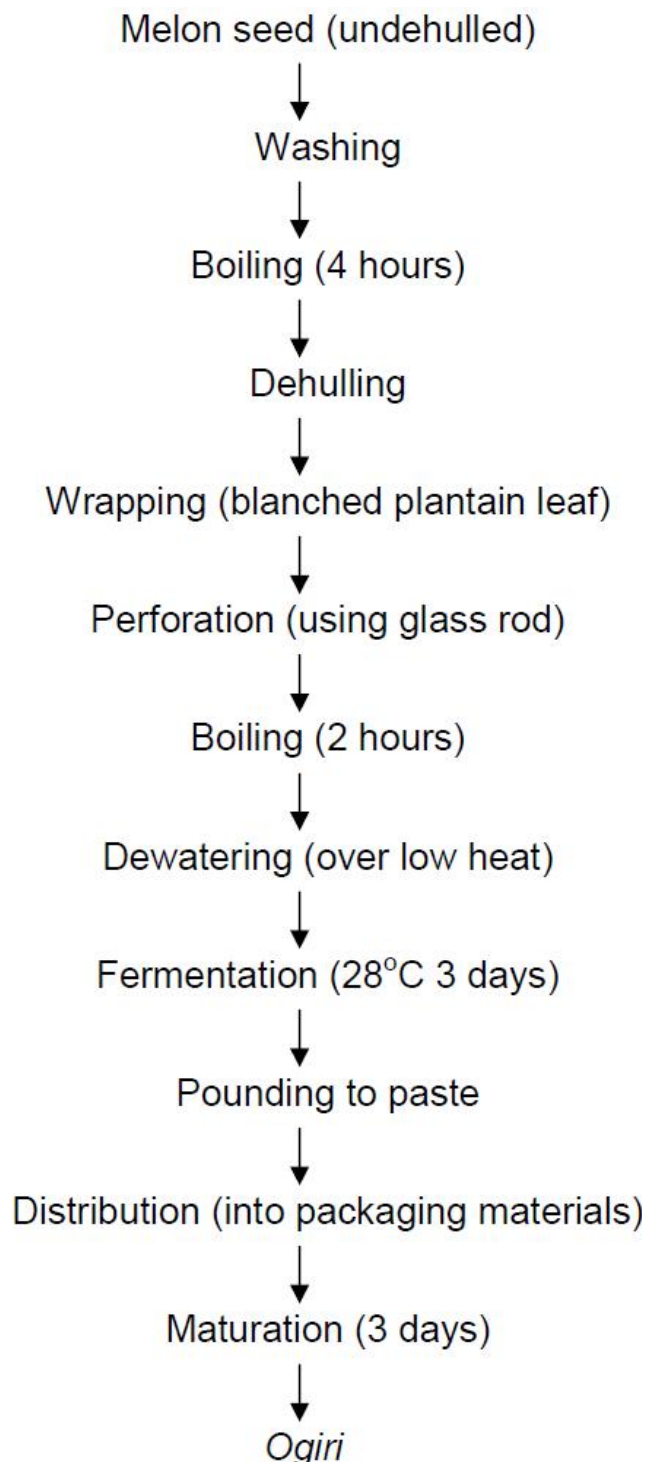 Melon seed (undehulled)
Washing
Boiling (4 hours)
Dehulling
Wrapping (blanched plantain leaf)
Perforation (using glass rod)
Boiling (2 hours)
Dewatering (over low heat)
Fermentation (28°C 3 days)
Pounding to paste
Distribution (into packaging materials)
Maturation (3 days)
Ogiri